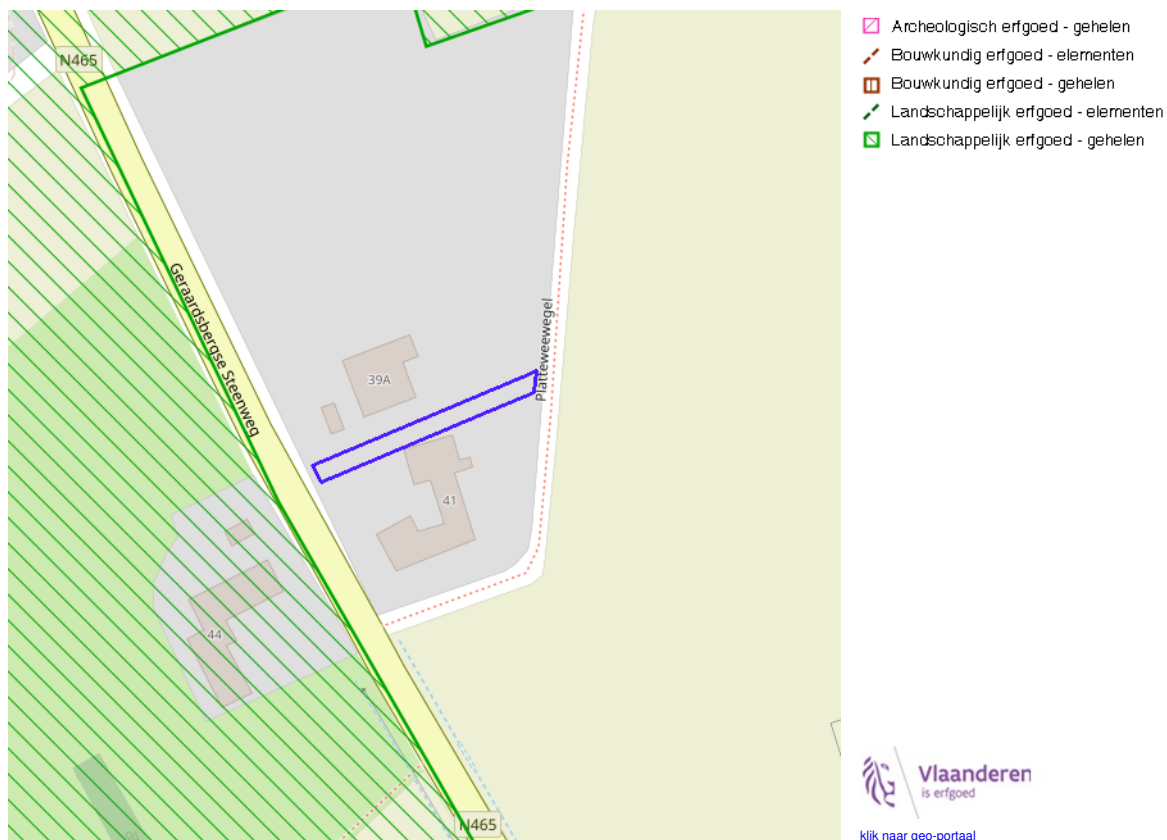 N465
Geraardsbergse Steenweg
39A
Platteweewegel
41
44
N465
Archeologisch erfgoed - gehelen
Bouwkundig erfgoed - elementen
Bouwkundig erfgoed - gehelen
Landschappelijk erfgoed - elementen
Landschappelijk erfgoed - gehelen
Vlaanderen
is erfgoed
klik naar geo-portaal